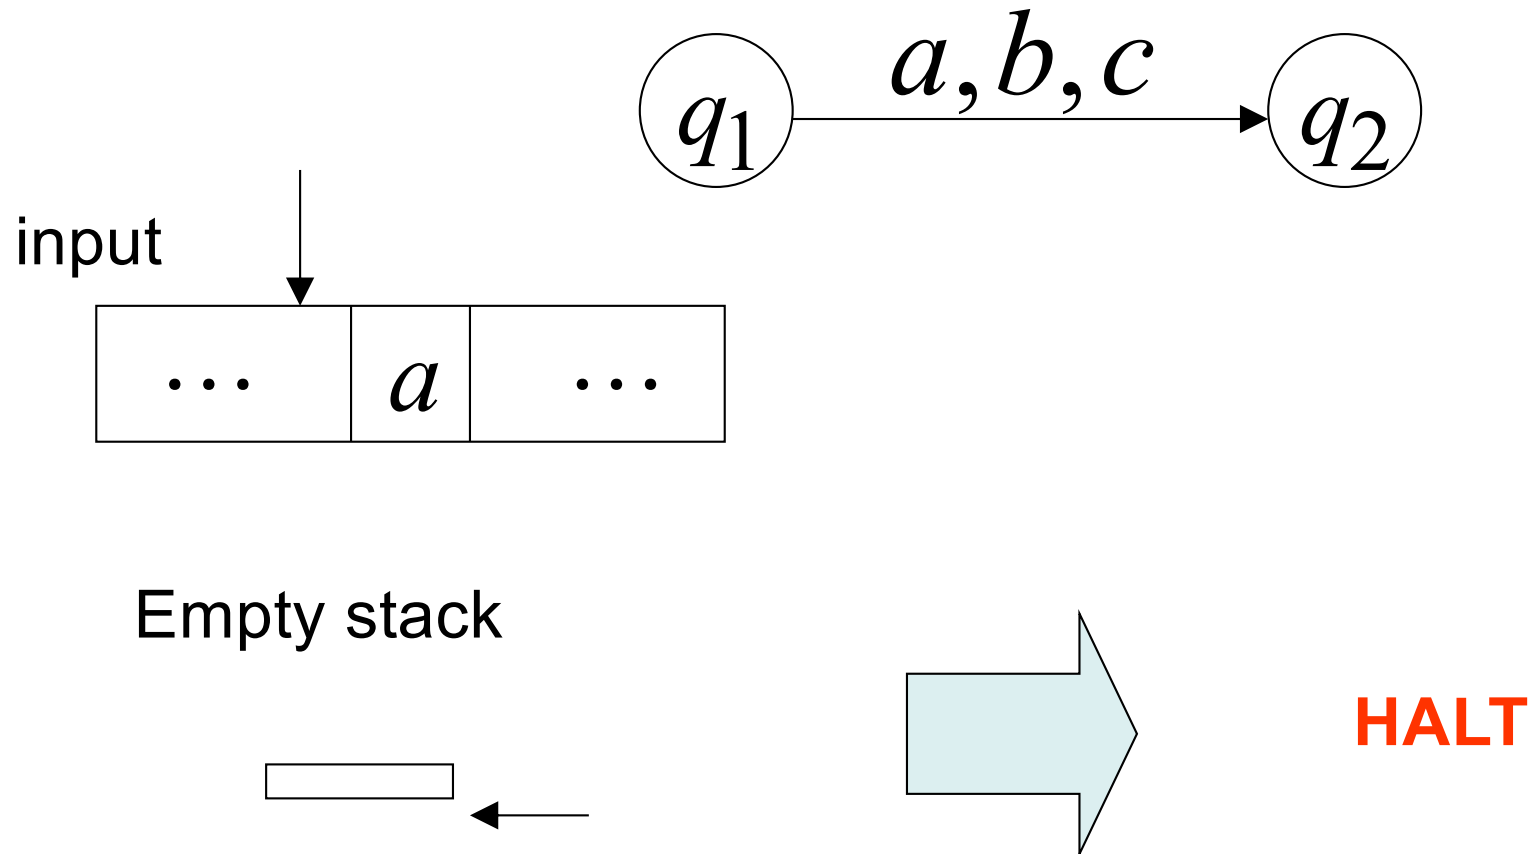 a, b, c
q₁
q₂
input
··· a ···
Empty stack
HALT